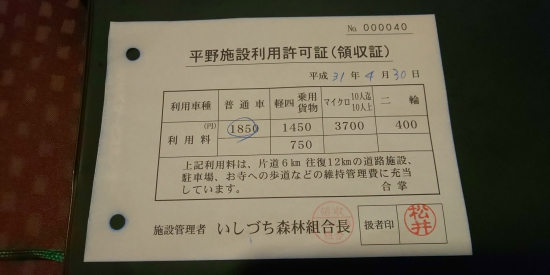 № 000040
平野施設利用許可証(領収証)
平成 31 年 4 月 30 日
利用車種 普通車 軽四乗用貨物 マイクロ 10人迄 10人上 二輪
利用料 (円) 1850 1450 3700 400
750
上記利用料は、片道6㎞ 往復12㎞の道路施設、
駐車場、お寺への歩道などの維持管理費に充当
しています。 合掌
施設管理者 いしづち森林組合長 扱者印 松井